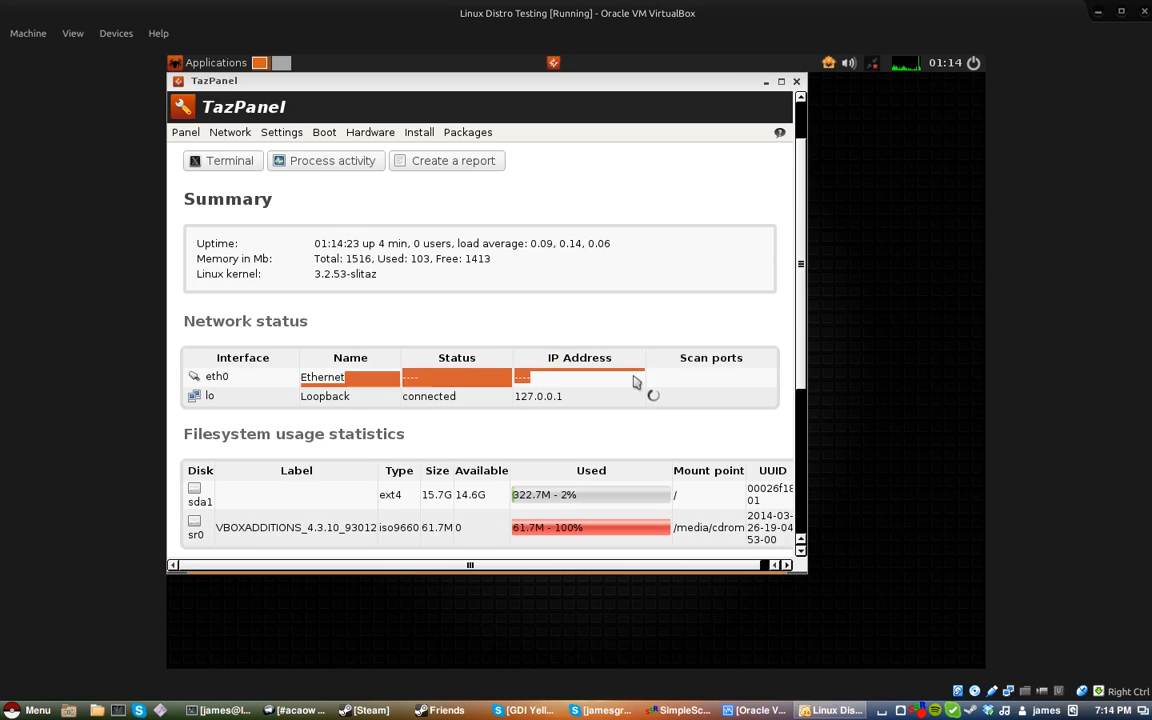 Linux Distro Testing [Running] - Oracle VM VirtualBox
Machine View Devices Help
Applications 01:14
TazPanel
TazPanel
Panel Network Settings Boot Hardware Install Packages
Terminal Process activity Create a report
Summary
Uptime: 01:14:23 up 4 min, 0 users, load average: 0.09, 0.14, 0.06
Memory in Mb: Total: 1516, Used: 103, Free: 1413
Linux kernel: 3.2.53-slitaz
Network status
Interface Name Status IP Address Scan ports
eth0 Ethernet ---- ----
lo Loopback connected 127.0.0.1
Filesystem usage statistics
Disk Label Type Size Available Used Mount point UUID
sda1 ext4 15.7G 14.6G 322.7M - 2% / 00026f18
01
sr0 VBOXADDITIONS_4.3.10_93012 iso9660 61.7M 0 61.7M - 100% /media/cdrom 2014-03-
26-19-04
53-00
Right Ctrl
Menu [james@l... [#acaow ... [Steam] Friends [GDI Yell... [jamesgr... SimpleSc... [Oracle V... Linux Dis... james 7:14 PM